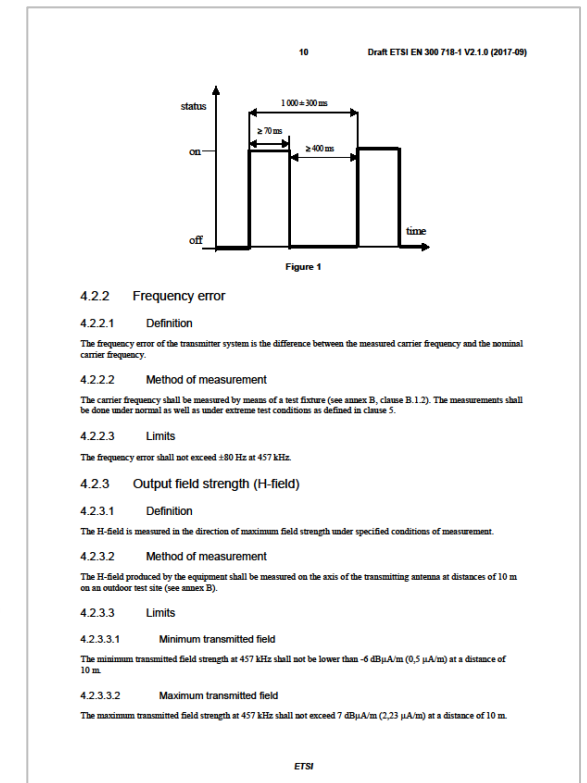 10 Draft ETSI EN 300 718-1 V2.1.0 (2017-09)
status
1 000 ± 300 ms
≥ 70 ms
on
≥ 400 ms
time
off
Figure 1
4.2.2 Frequency error
4.2.2.1 Definition
The frequency error of the transmitter system is the difference between the measured carrier frequency and the nominal
carrier frequency.
4.2.2.2 Method of measurement
The carrier frequency shall be measured by means of a test fixture (see annex B, clause B.1.2). The measurements shall
be done under normal as well as under extreme test conditions as defined in clause 5.
4.2.2.3 Limits
The frequency error shall not exceed ±80 Hz at 457 kHz.
4.2.3 Output field strength (H-field)
4.2.3.1 Definition
The H-field is measured in the direction of maximum field strength under specified conditions of measurement.
4.2.3.2 Method of measurement
The H-field produced by the equipment shall be measured on the axis of the transmitting antenna at distances of 10 m
on an outdoor test site (see annex B).
4.2.3.3 Limits
4.2.3.3.1 Minimum transmitted field
The minimum transmitted field strength at 457 kHz shall not be lower than -6 dBµA/m (0,5 µA/m) at a distance of
10 m.
4.2.3.3.2 Maximum transmitted field
The maximum transmitted field strength at 457 kHz shall not exceed 7 dBµA/m (2,23 µA/m) at a distance of 10 m.
ETSI